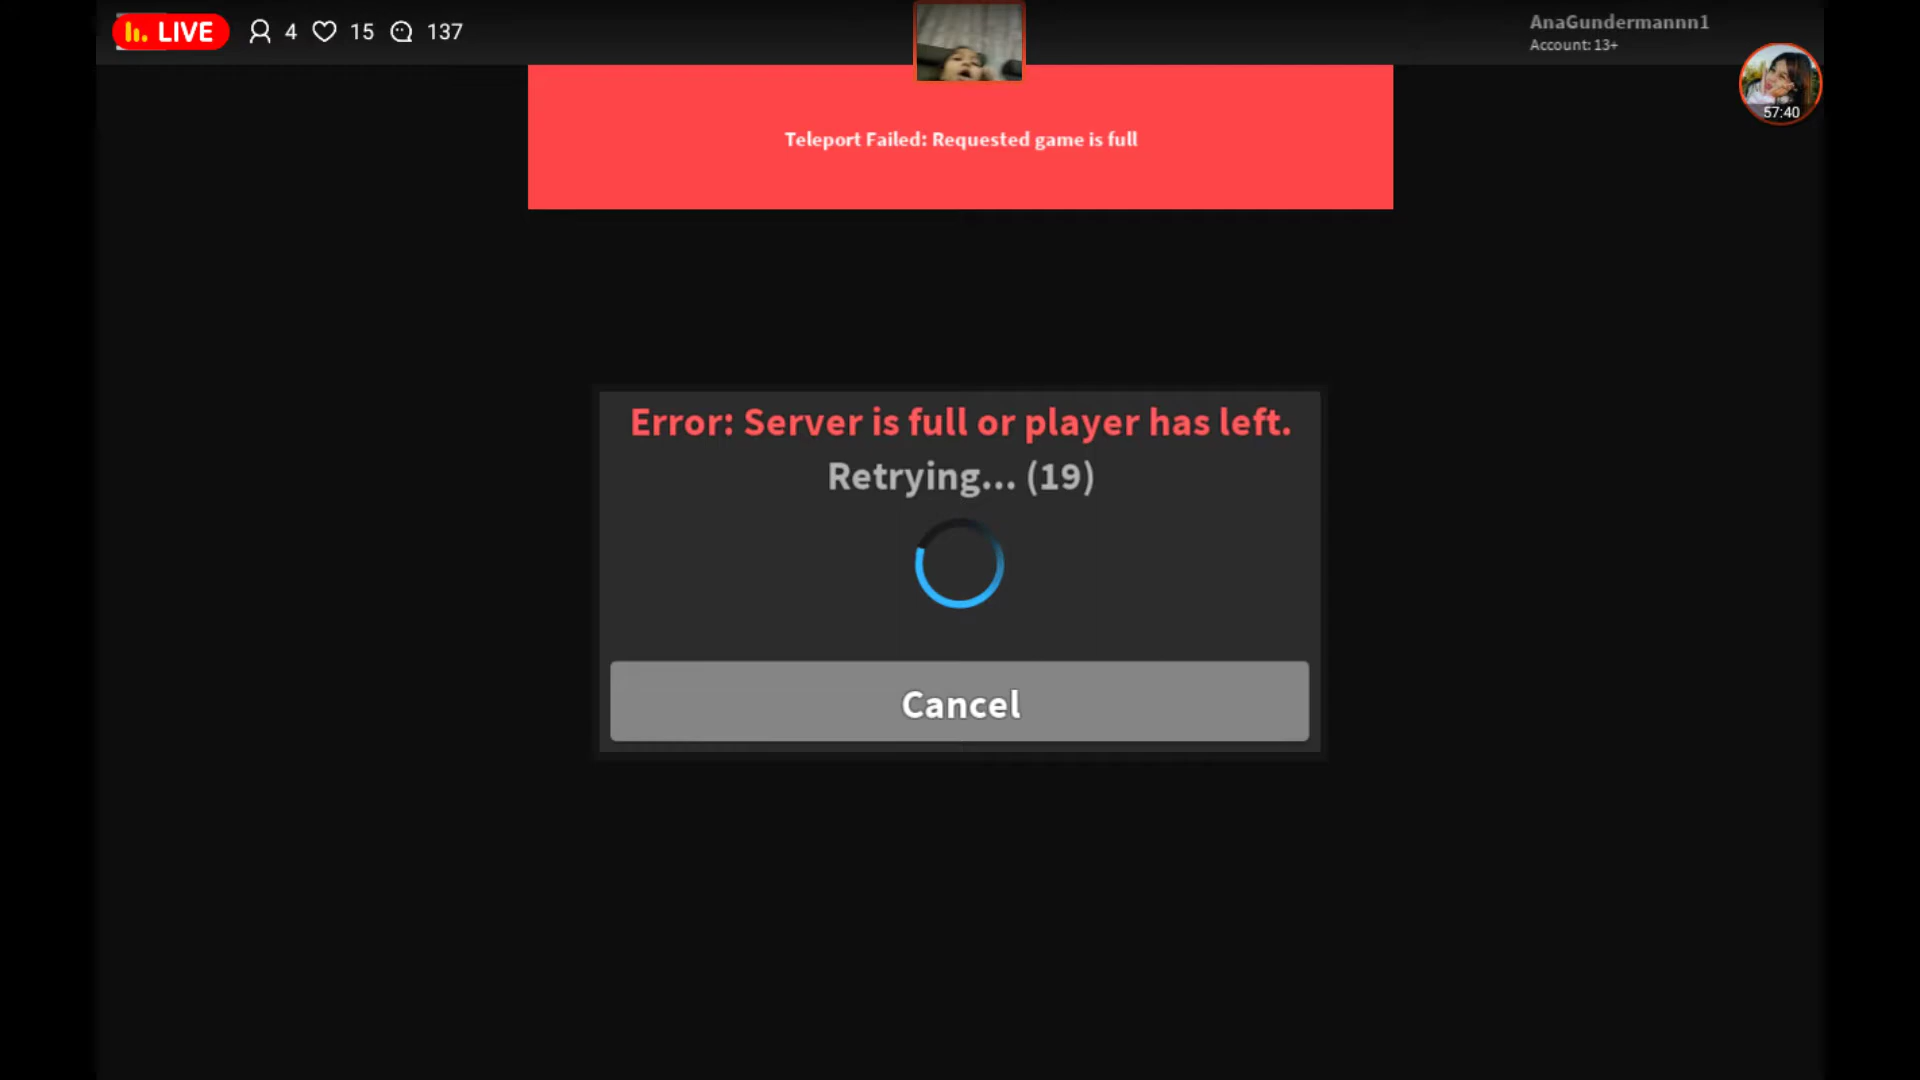 LIVE 4 15 137
AnaGundermannn1
Account: 13+
57:40
Teleport Failed: Requested game is full
Error: Server is full or player has left.
Retrying... (19)
Cancel